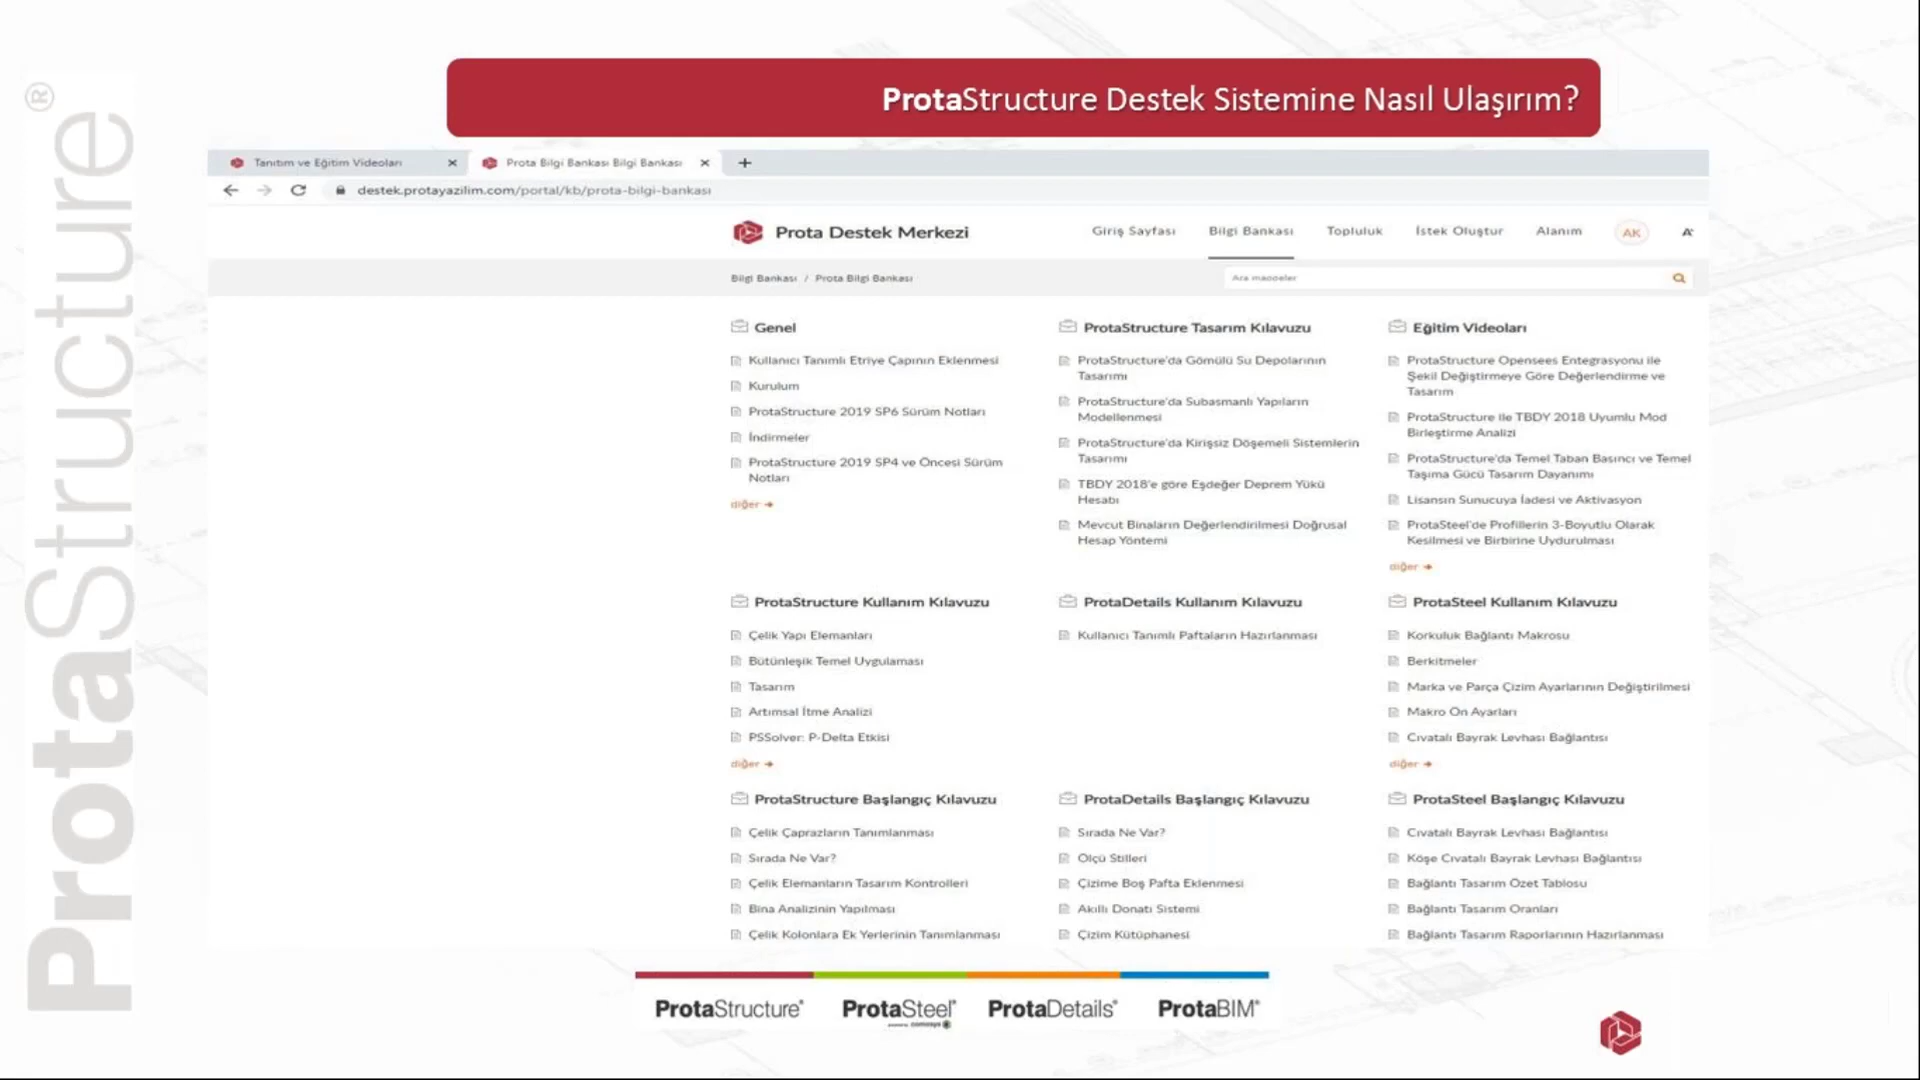 ProtaStructure®
ProtaStructure Destek Sistemine Nasıl Ulaşırım?
Tanıtım ve Eğitim Videoları
Prota Bilgi Bankası Bilgi Bankası
destek.protayazilim.com/portal/kb/prota-bilgi-bankası
Prota Destek Merkezi
Giriş Sayfası
Bilgi Bankası
Topluluk
İstek Oluştur
Alanım
AK
Bilgi Bankası / Prota Bilgi Bankası
Ara maddeler
Genel
Kullanıcı Tanımlı Etriye Çapının Eklenmesi
Kurulum
ProtaStructure 2019 SP6 Sürüm Notları
İndirmeler
ProtaStructure 2019 SP4 ve Öncesi Sürüm
Notları
diğer
ProtaStructure Tasarım Kılavuzu
ProtaStructure'da Gömülü Su Depolarının
Tasarımı
ProtaStructure'da Subasmanlı Yapıların
Modellenmesi
ProtaStructure'da Kirişsiz Döşemeli Sistemlerin
Tasarımı
TBDY 2018'e göre Eşdeğer Deprem Yükü
Hesabı
Mevcut Binaların Değerlendirilmesi Doğrusal
Hesap Yöntemi
Eğitim Videoları
ProtaStructure Opensees Entegrasyonu ile
Şekil Değiştirmeye Göre Değerlendirme ve
Tasarım
ProtaStructure ile TBDY 2018 Uyumlu Mod
Birleştirme Analizi
ProtaStructure'da Temel Taban Basıncı ve Temel
Taşıma Gücü Tasarım Dayanımı
Lisansın Sunucuya İadesi ve Aktivasyon
ProtaSteel'de Profillerin 3-Boyutlu Olarak
Kesilmesi ve Birbirine Uydurulması
diğer
ProtaStructure Kullanım Kılavuzu
Çelik Yapı Elemanları
Bütünleşik Temel Uygulaması
Tasarım
Artımsal İtme Analizi
PSSolver: P-Delta Etkisi
diğer
ProtaDetails Kullanım Kılavuzu
Kullanıcı Tanımlı Paftaların Hazırlanması
ProtaSteel Kullanım Kılavuzu
Korkuluk Bağlantı Makrosu
Berkitmeler
Marka ve Parça Çizim Ayarlarının Değiştirilmesi
Makro Ön Ayarları
Cıvatalı Bayrak Levhası Bağlantısı
diğer
ProtaStructure Başlangıç Kılavuzu
Çelik Çaprazların Tanımlanması
Sırada Ne Var?
Çelik Elemanların Tasarım Kontrolleri
Bina Analizinin Yapılması
Çelik Kolonlara Ek Yerlerinin Tanımlanması
ProtaDetails Başlangıç Kılavuzu
Sırada Ne Var?
Ölçü Stilleri
Çizime Boş Pafta Eklenmesi
Akıllı Donatı Sistemi
Çizim Kütüphanesi
ProtaSteel Başlangıç Kılavuzu
Cıvatalı Bayrak Levhası Bağlantısı
Köşe Cıvatalı Bayrak Levhası Bağlantısı
Bağlantı Tasarım Özet Tablosu
Bağlantı Tasarım Oranları
Bağlantı Tasarım Raporlarının Hazırlanması
ProtaStructure®
ProtaSteel®
ProtaDetails®
ProtaBIM®